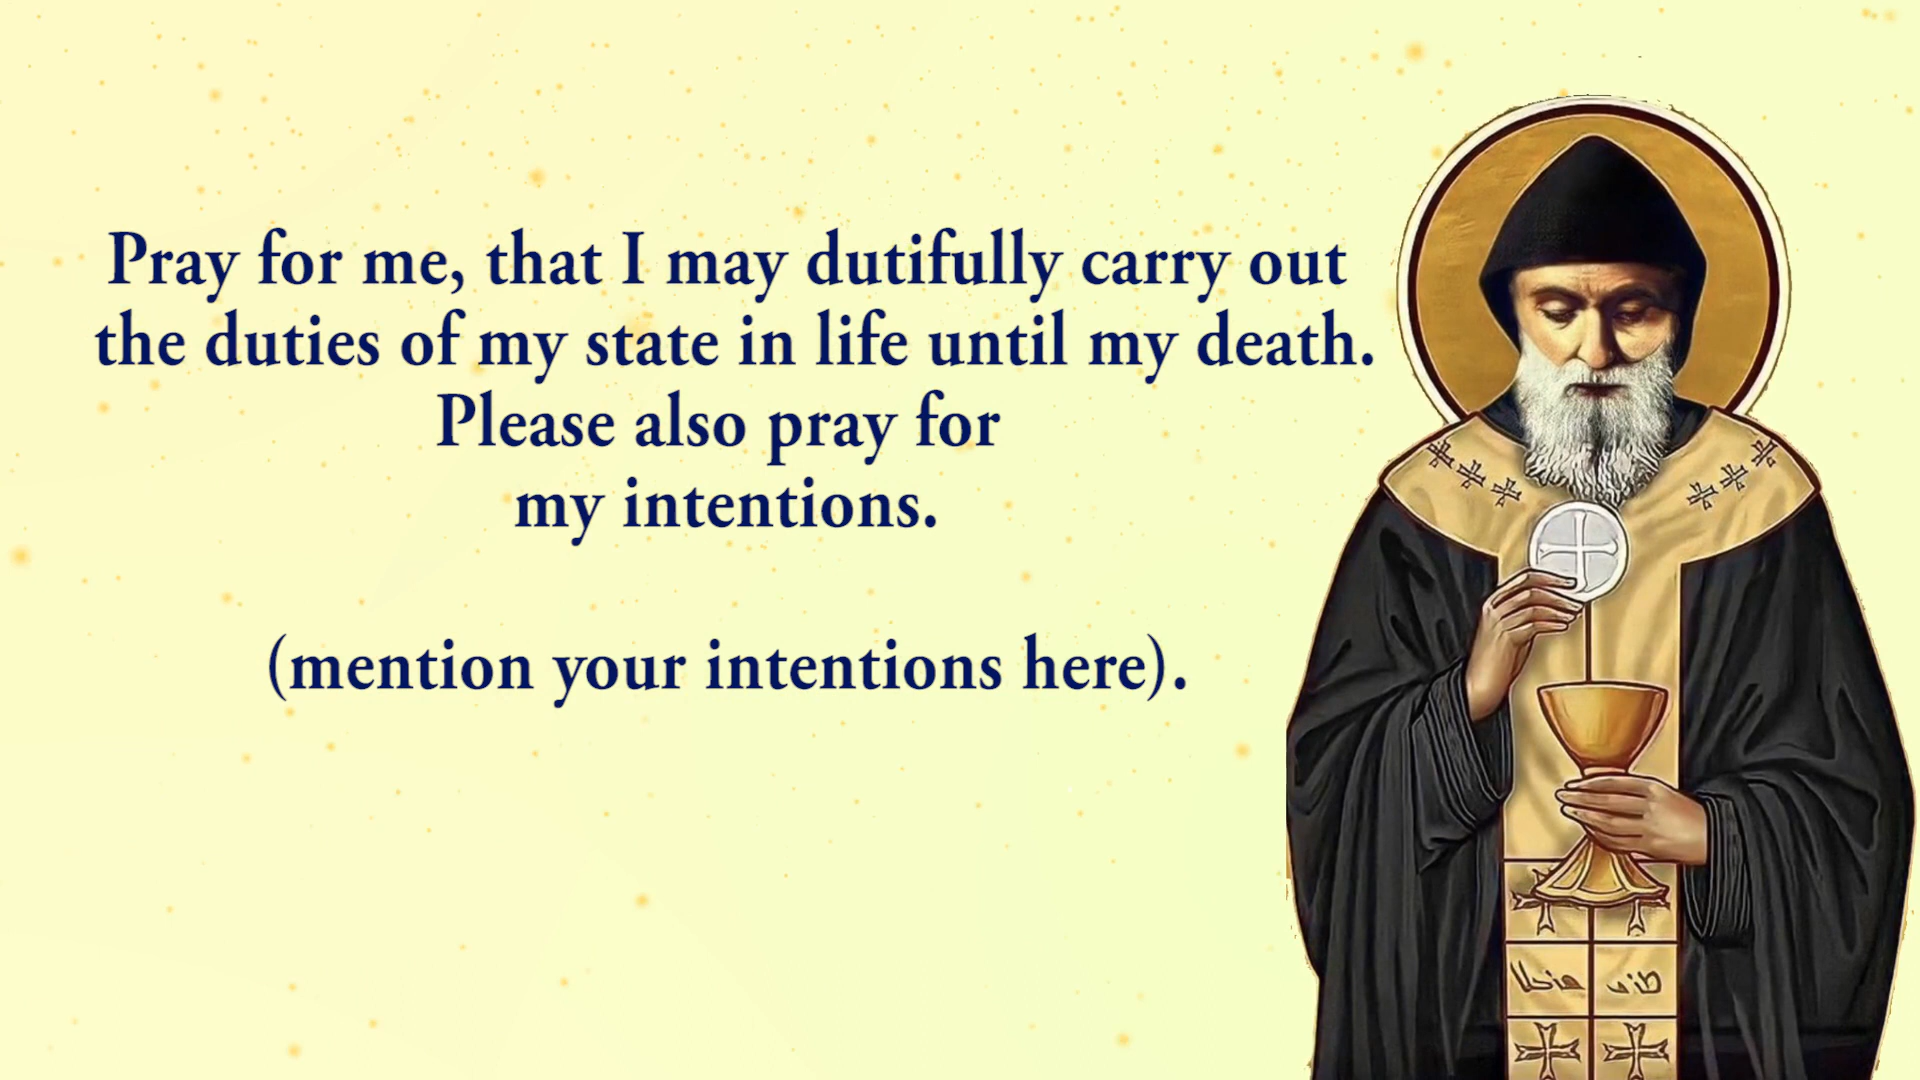 Pray for me, that I may dutifully carry out
the duties of my state in life until my death.
Please also pray for
my intentions.
(mention your intentions here).